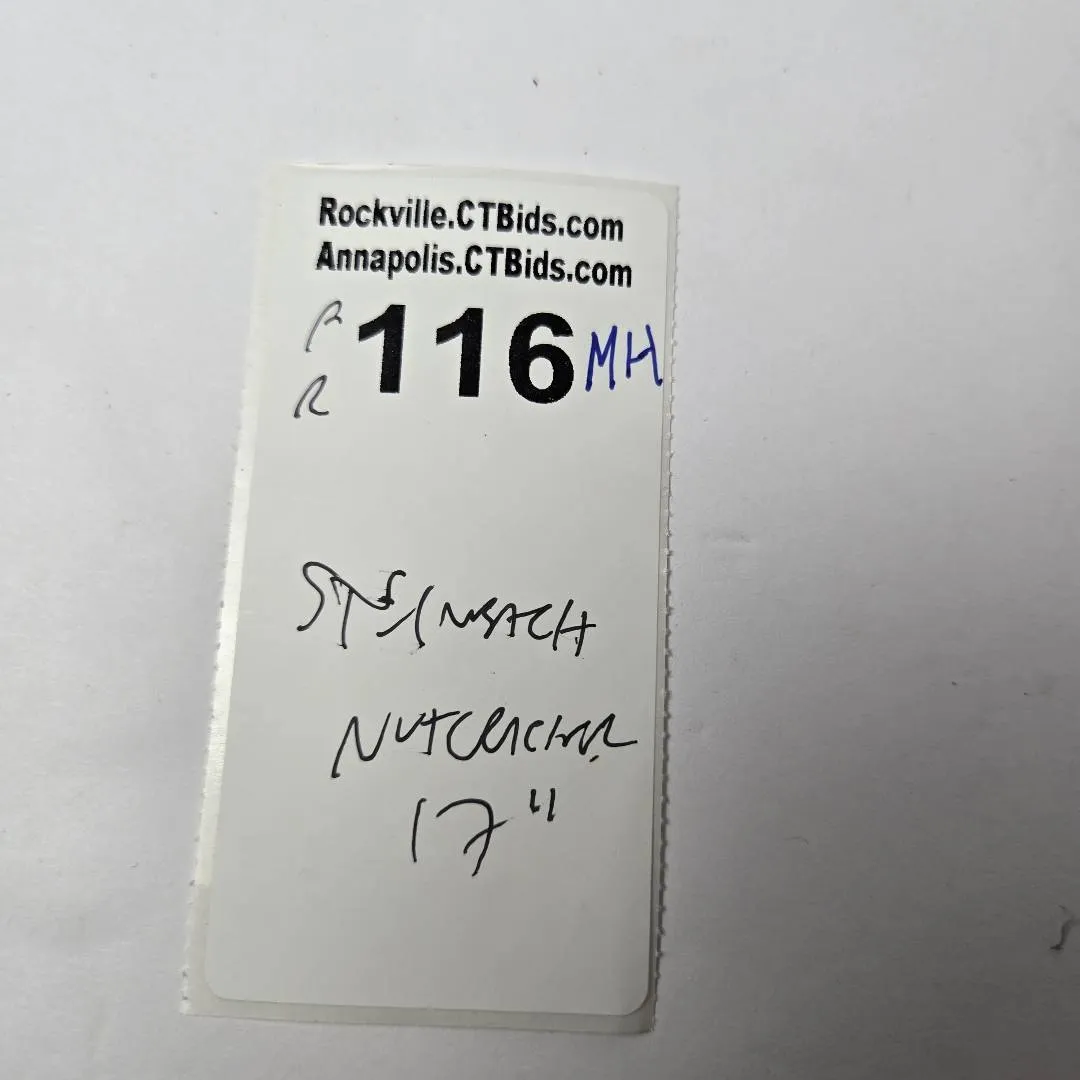 Rockville.CTBids.com
Annapolis.CTBids.com
116 MH
R
STEINBACH
NUTCRACKER
17"